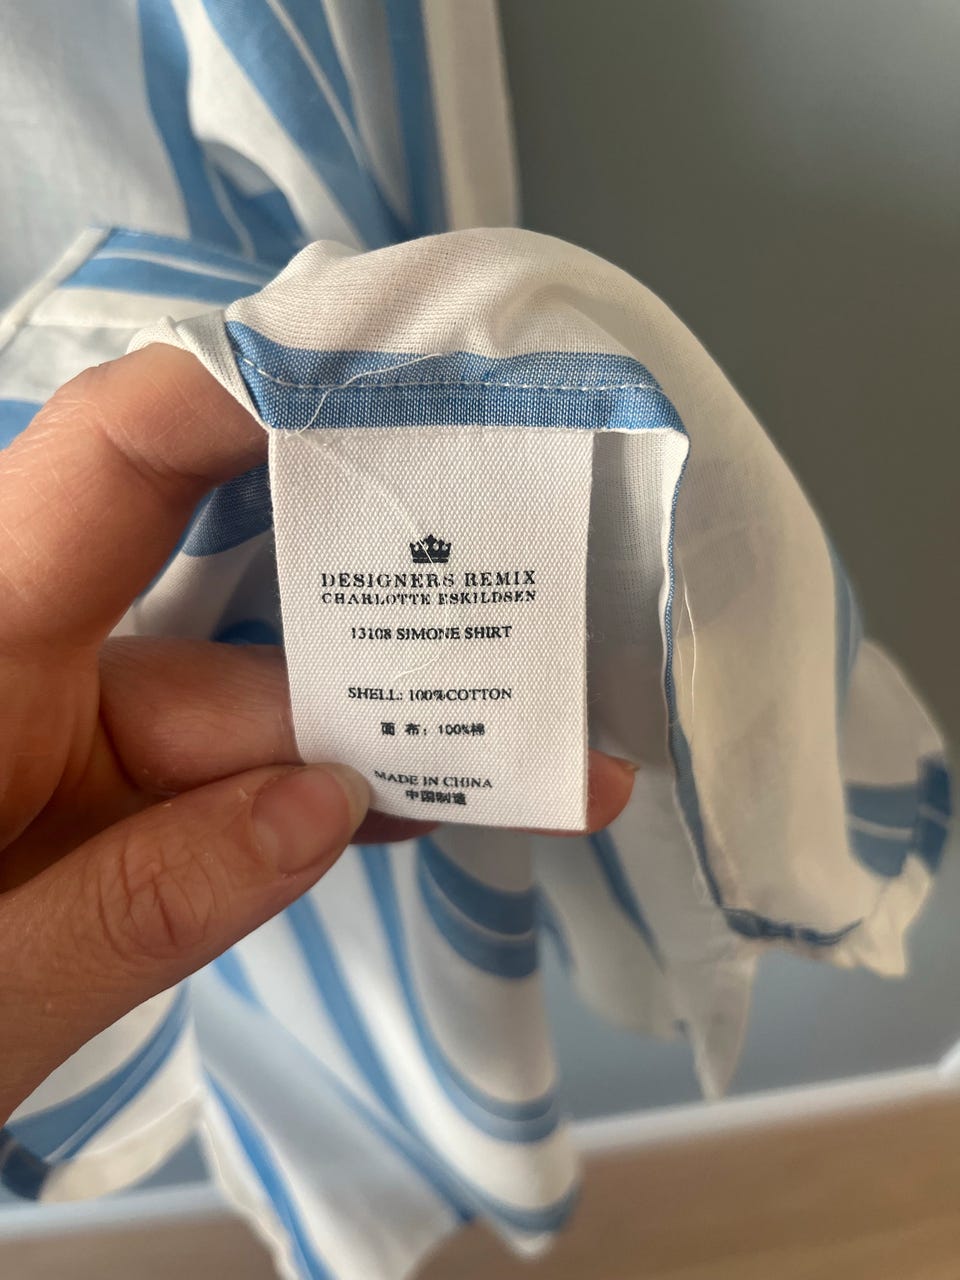 DESIGNERS REMIX
CHARLOTTE ESKILDSEN
13108 SIMONE SHIRT
SHELL: 100%COTTON
面 布：100%棉
MADE IN CHINA
中国制造